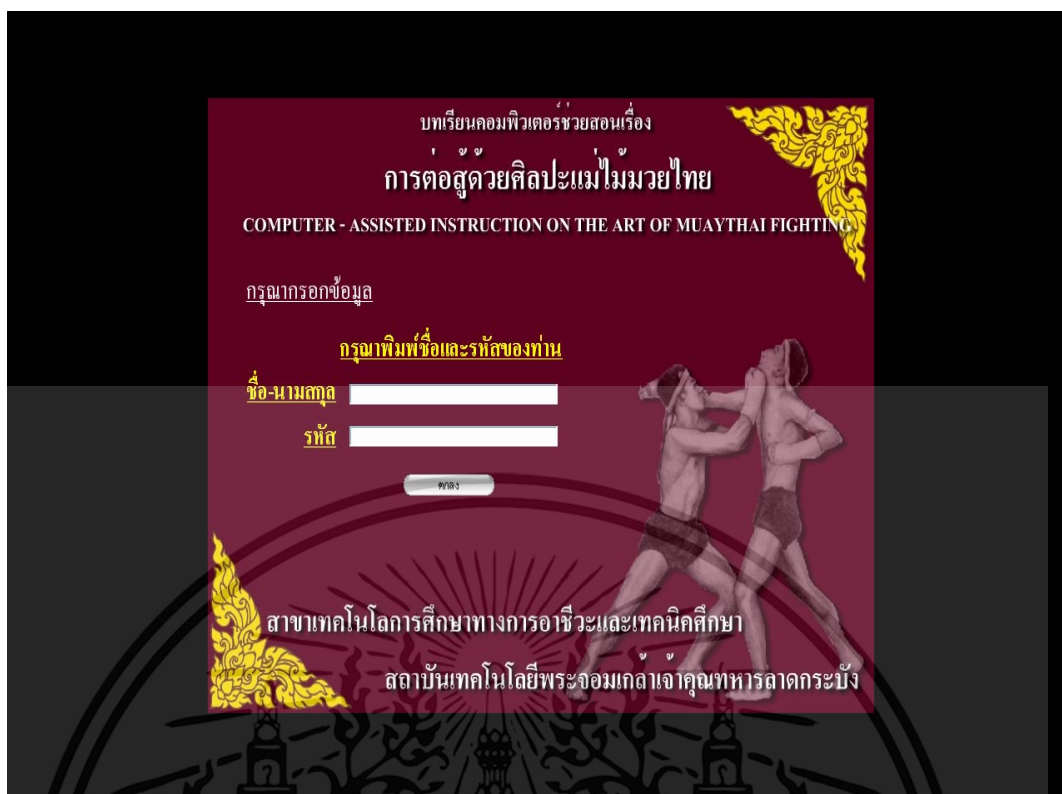 บทเรียนคอมพิวเตอร์ช่วยสอนเรื่อง
การต่อสู้ด้วยศิลปะแม่ไม้มวยไทย
COMPUTER - ASSISTED INSTRUCTION ON THE ART OF MUAYTHAI FIGHTING
กรุณากรอกข้อมูล
กรุณาพิมพ์ชื่อและรหัสของท่าน
ชื่อ-นามสกุล
รหัส
ตกลง
สาขาเทคโนโลการศึกษาทางการอาชีวะและเทคนิคศึกษา
สถาบันเทคโนโลยีพระจอมเกล้าเจ้าคุณทหารลาดกระบัง